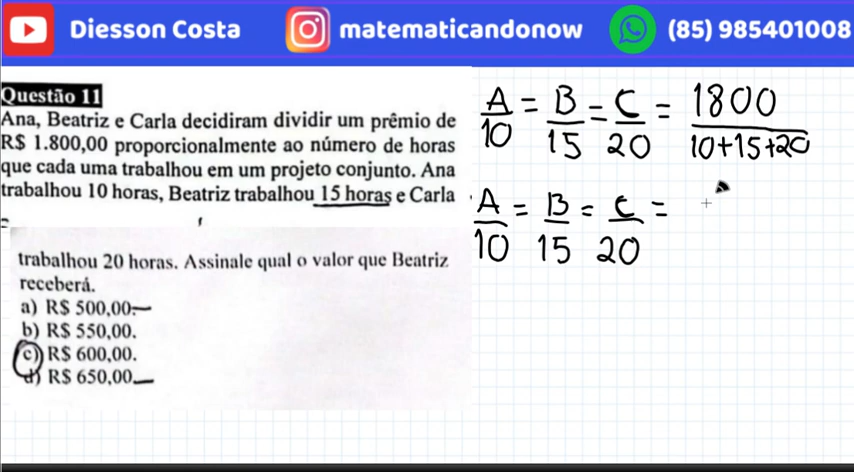 Diesson Costa matematicandonow (85) 985401008
Questão 11
Ana, Beatriz e Carla decidiram dividir um prêmio de
R$ 1.800,00 proporcionalmente ao número de horas
que cada uma trabalhou em um projeto conjunto. Ana
trabalhou 10 horas, Beatriz trabalhou 15 horas e Carla
trabalhou 20 horas. Assinale qual o valor que Beatriz
receberá.
a) R$ 500,00.
b) R$ 550,00.
c) R$ 600,00.
d) R$ 650,00
A/10 = B/15 = C/20 = 1800/10+15+20
A/10 = B/15 = C/20 =